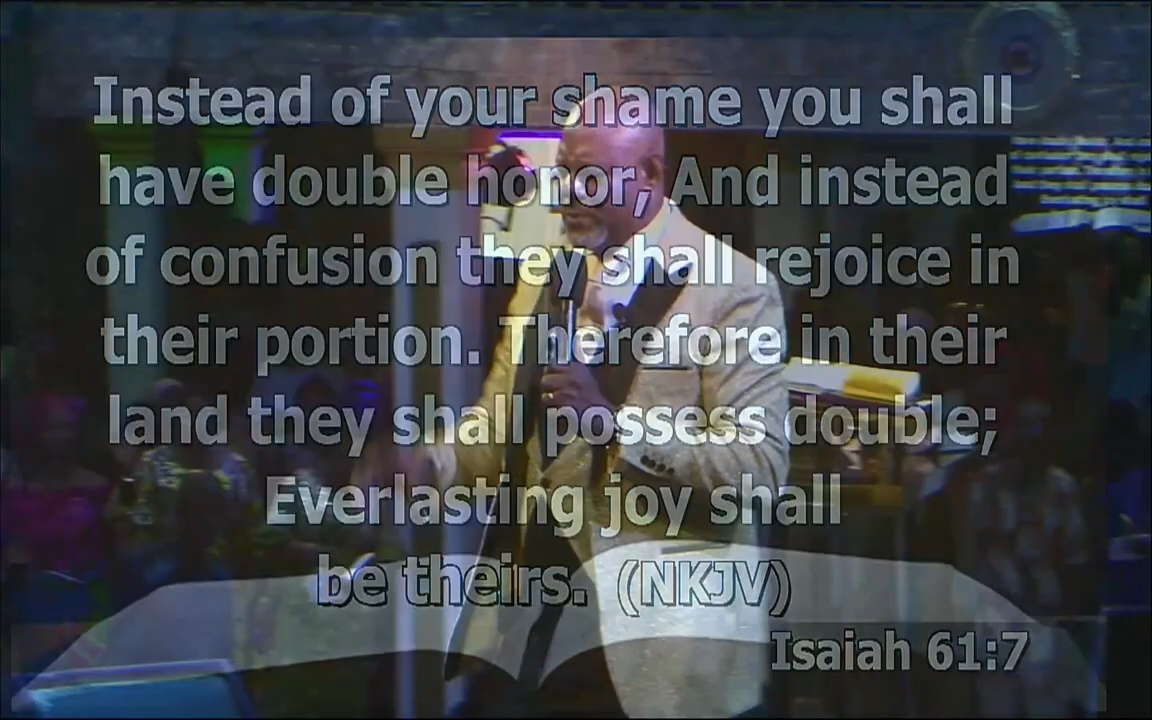 Instead of your shame you shall
have double honor, And instead
of confusion they shall rejoice in
their portion. Therefore in their
land they shall possess double;
Everlasting joy shall
be theirs. (NKJV)
Isaiah 61:7